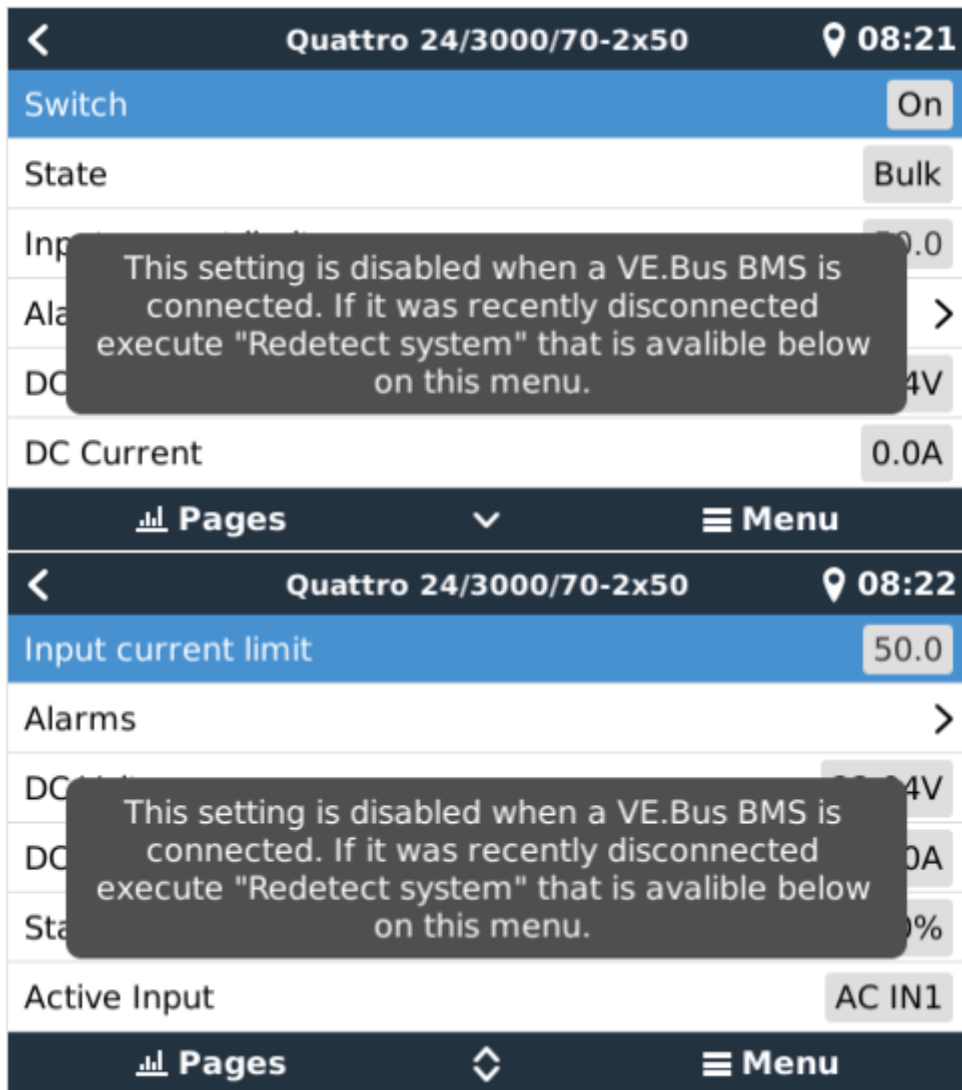 Quattro 24/3000/70-2x50 08:21
Switch On
State Bulk
This setting is disabled when a VE.Bus BMS is
connected. If it was recently disconnected
execute "Redetect system" that is avalible below
on this menu.
DC Current 0.0A
Pages Menu
Quattro 24/3000/70-2x50 08:22
Input current limit 50.0
Alarms
DC
This setting is disabled when a VE.Bus BMS is
connected. If it was recently disconnected
execute "Redetect system" that is avalible below
on this menu.
Active Input AC IN1
Pages Menu